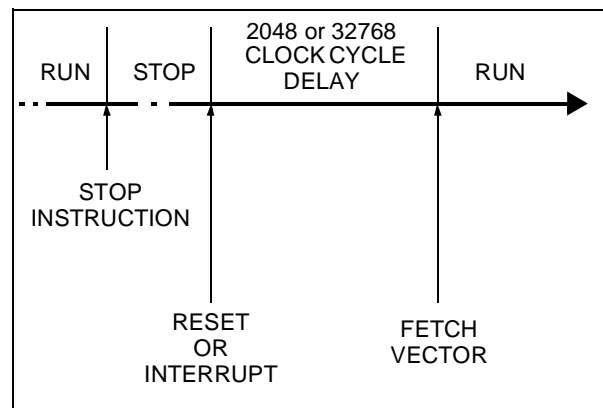 2048 or 32768
CLOCK CYCLE
DELAY
RUN
STOP
RUN
STOP
INSTRUCTION
RESET
OR
INTERRUPT
FETCH
VECTOR